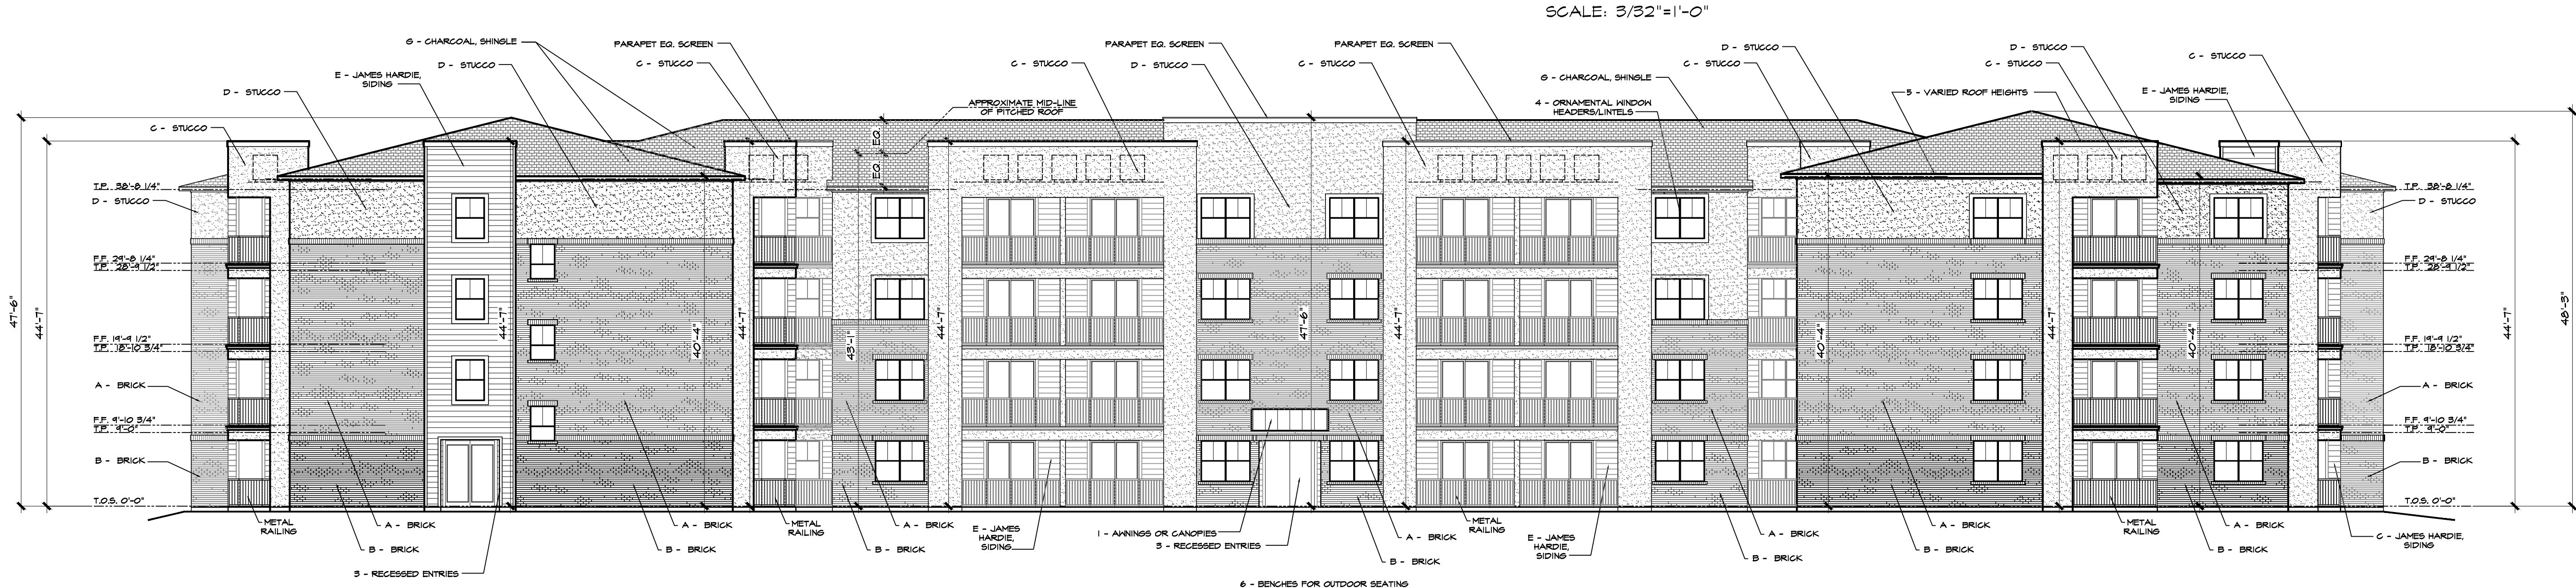 SCALE: 3/32"=1'-0"
G - CHARCOAL, SHINGLE
PARAPET EQ. SCREEN
PARAPET EQ. SCREEN
PARAPET EQ. SCREEN
D - STUCCO
D - STUCCO
E - JAMES HARDIE,
SIDING
D - STUCCO
C - STUCCO
C - STUCCO
D - STUCCO
C - STUCCO
G - CHARCOAL, SHINGLE
C - STUCCO
C - STUCCO
C - STUCCO
D - STUCCO
APPROXIMATE MID-LINE
OF PITCHED ROOF
4 - ORNAMENTAL WINDOW
HEADERS/LINTELS
5 - VARIED ROOF HEIGHTS
E - JAMES HARDIE,
SIDING
C - STUCCO
EQ.
EQ.
T.P. 38'-8 1/4"
T.P. 38'-8 1/4"
D - STUCCO
D - STUCCO
F.F. 29'-8 1/4"
T.P. 28'-9 1/2"
F.F. 29'-8 1/4"
T.P. 28'-9 1/2"
47'-6"
44'-7"
44'-7"
40'-4"
44'-7"
43'-1"
44'-7"
47'-6"
44'-7"
40'-4"
44'-7"
40'-4"
44'-7"
48'-3"
F.F. 19'-9 1/2"
T.P. 18'-10 3/4"
F.F. 19'-9 1/2"
T.P. 18'-10 3/4"
A - BRICK
A - BRICK
F.F. 9'-10 3/4"
T.P. 9'-0"
F.F. 9'-10 3/4"
T.P. 9'-0"
B - BRICK
B - BRICK
T.O.S. 0'-0"
T.O.S. 0'-0"
METAL
RAILING
A - BRICK
B - BRICK
3 - RECESSED ENTRIES
A - BRICK
B - BRICK
METAL
RAILING
A - BRICK
B - BRICK
E - JAMES
HARDIE,
SIDING
1 - AWNINGS OR CANOPIES
3 - RECESSED ENTRIES
A - BRICK
B - BRICK
METAL
RAILING
E - JAMES
HARDIE,
SIDING
A - BRICK
B - BRICK
A - BRICK
B - BRICK
METAL
RAILING
A - BRICK
B - BRICK
C - JAMES HARDIE,
SIDING
6 - BENCHES FOR OUTDOOR SEATING